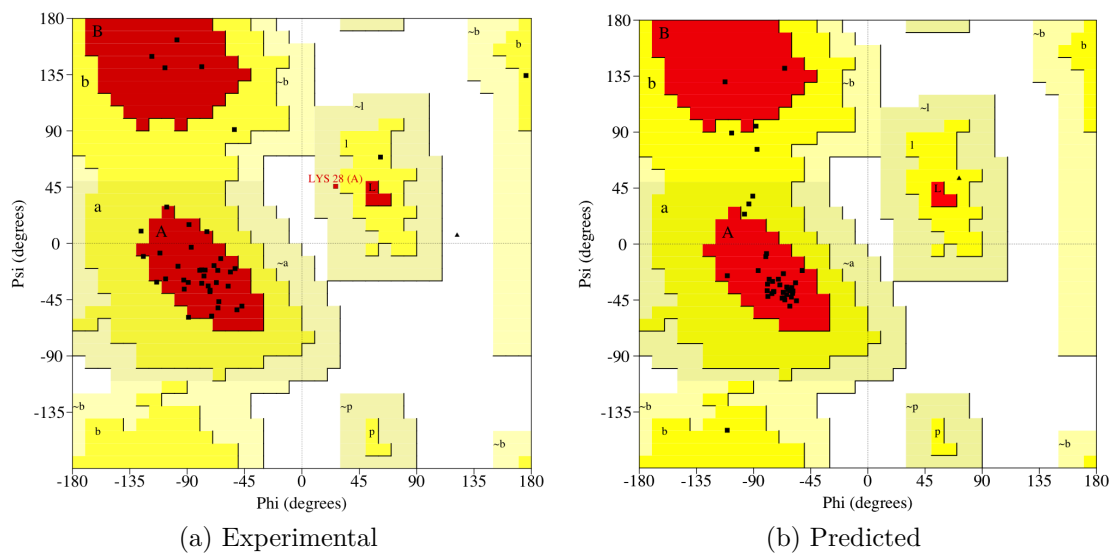 180
B
b
~b
~b
b
135
b
~l
90
l
LYS 28 (A)
45
L
a
A
0
~a
-45
-90
-135
~b
~p
b
p
~b
-180 -135 -90 -45 0 45 90 135 180
Phi (degrees)
Psi (degrees)
(a) Experimental
180
B
b
~b
~b
b
135
b
~l
90
l
45
L
a
A
0
~a
-45
-90
-135
~b
~p
b
p
~b
-180 -135 -90 -45 0 45 90 135 180
Phi (degrees)
Psi (degrees)
(b) Predicted